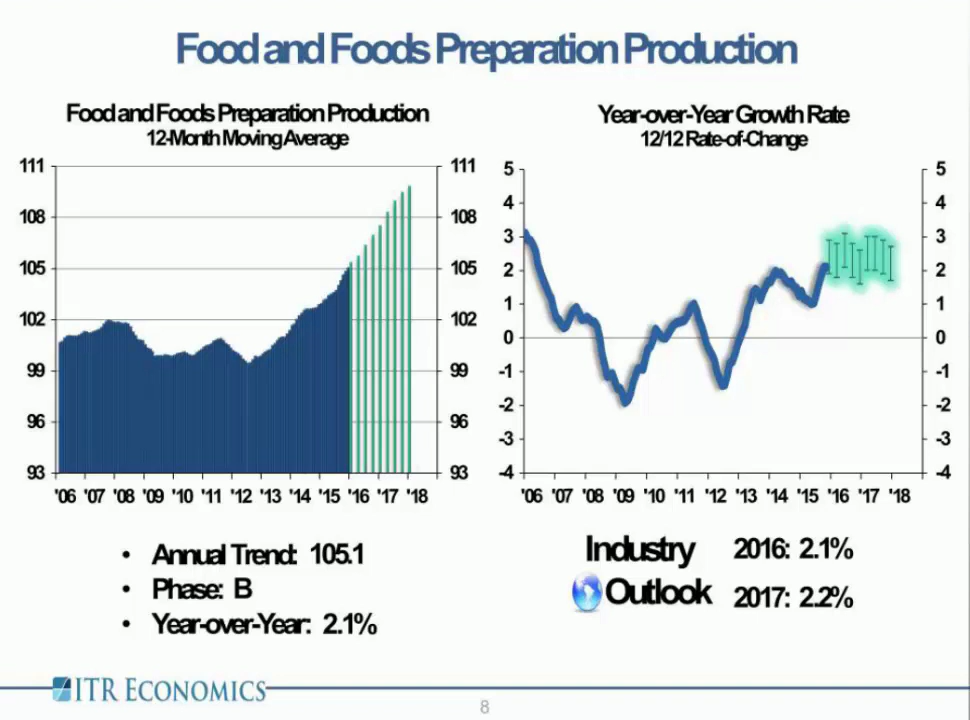 Food and Foods Preparation Production
Food and Foods Preparation Production
12-Month Moving Average
111
108
105
102
99
96
93
111
108
105
102
99
96
93
'06 '07 '08 '09 '10 '11 '12 '13 '14 '15 '16 '17 '18
Year-over-Year Growth Rate
12/12 Rate-of-Change
5
4
3
2
1
0
-1
-2
-3
-4
5
4
3
2
1
0
-1
-2
-3
-4
'06 '07 '08 '09 '10 '11 '12 '13 '14 '15 '16 '17 '18
• Annual Trend: 105.1
• Phase: B
• Year-over-Year: 2.1%
Industry
Outlook
2016: 2.1%
2017: 2.2%
ITR ECONOMICS
8